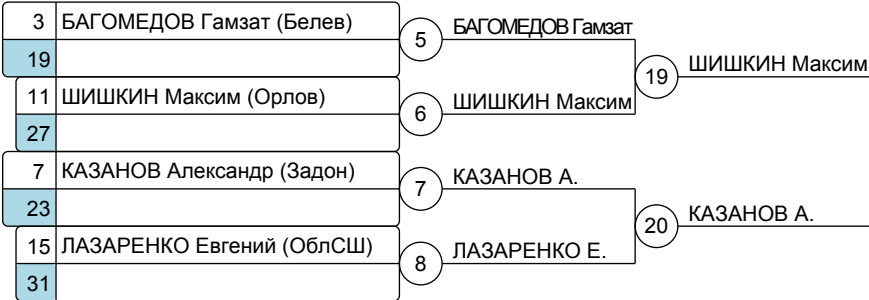 3 БАГОМЕДОВ Гамзат (Белев)
19
5 БАГОМЕДОВ Гамзат
19 ШИШКИН Максим
11 ШИШКИН Максим (Орлов)
27
6 ШИШКИН Максим
7 КАЗАНОВ Александр (Задон)
23
7 КАЗАНОВ А.
20 КАЗАНОВ А.
15 ЛАЗАРЕНКО Евгений (ОблСШ)
31
8 ЛАЗАРЕНКО Е.